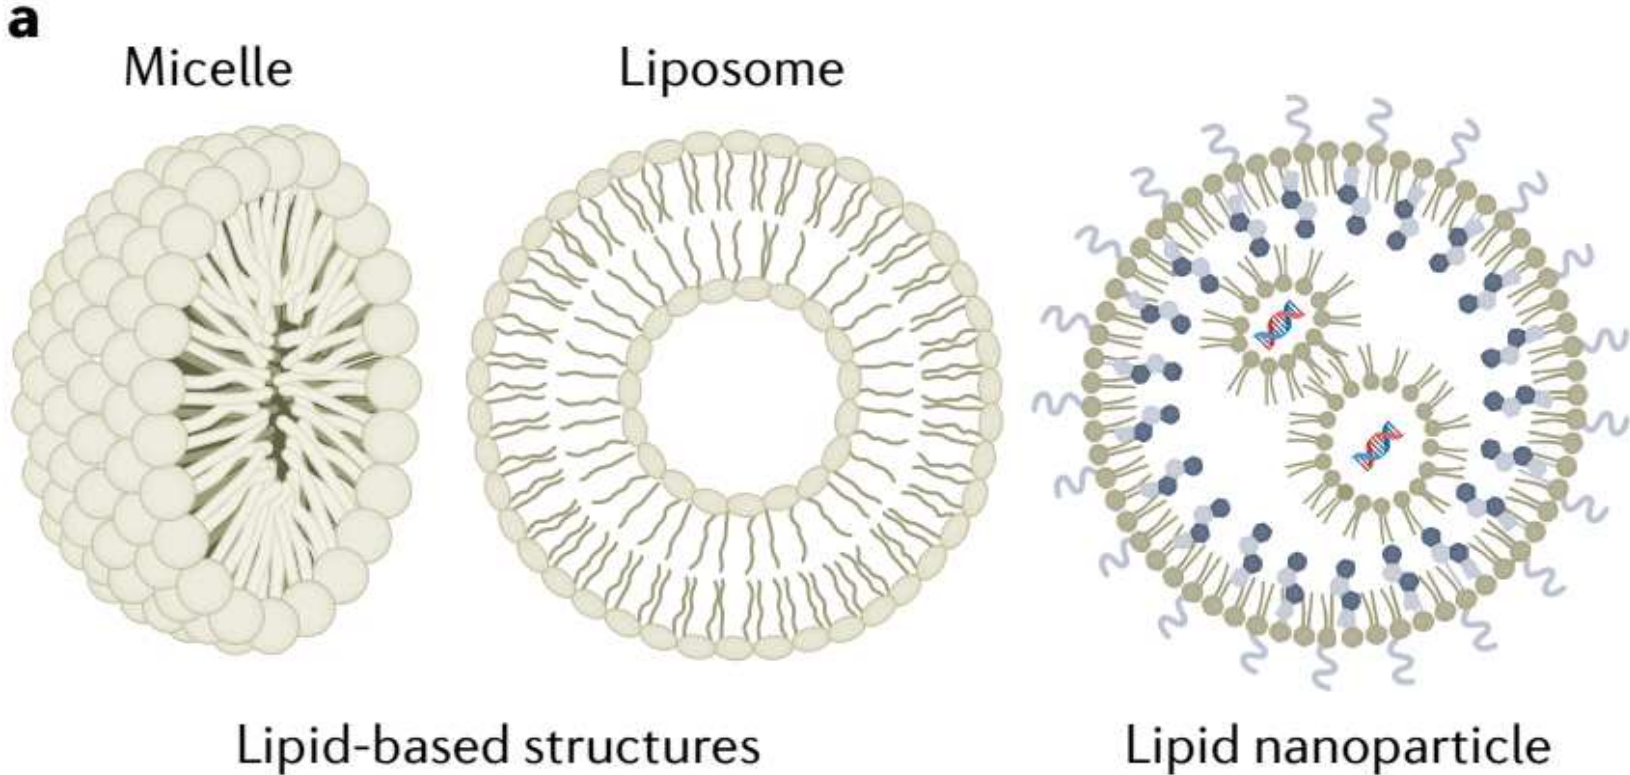 a
Micelle
Liposome
Lipid-based structures
Lipid nanoparticle